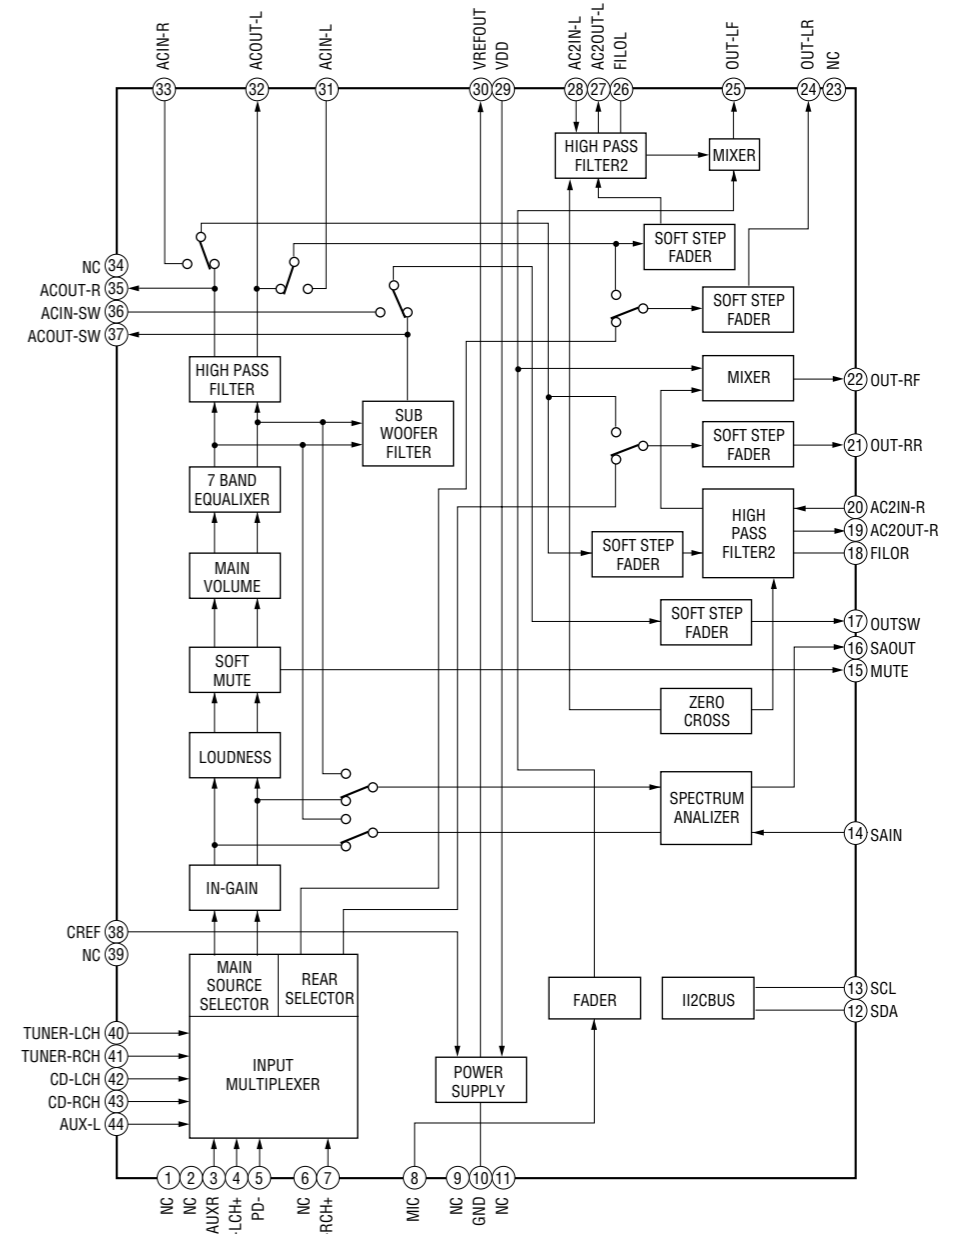 ACIN-R
ACOUT-L
ACIN-L
VREFOUT
VDD
AC2IN-L
AC2OUT-L
FILOL
OUT-LF
OUT-LR
NC
33
32
31
30
29
28
27
26
25
24
23
HIGH PASS
FILTER2
MIXER
SOFT STEP
FADER
NC 34
ACOUT-R 35
ACIN-SW 36
ACOUT-SW 37
SOFT STEP
FADER
HIGH PASS
FILTER
MIXER
22 OUT-RF
SUB
WOOFER
FILTER
SOFT STEP
FADER
21 OUT-RR
7 BAND
EQUALIXER
HIGH
PASS
FILTER2
20 AC2IN-R
19 AC2OUT-R
18 FILOR
SOFT STEP
FADER
MAIN
VOLUME
SOFT STEP
FADER
17 OUTSW
16 SAOUT
15 MUTE
SOFT
MUTE
ZERO
CROSS
LOUDNESS
SPECTRUM
ANALIZER
14 SAIN
IN-GAIN
CREF 38
NC 39
MAIN
SOURCE
SELECTOR
REAR
SELECTOR
FADER
II2CBUS
13 SCL
12 SDA
TUNER-LCH 40
TUNER-RCH 41
CD-LCH 42
CD-RCH 43
AUX-L 44
INPUT
MULTIPLEXER
POWER
SUPPLY
1
2
3
4
5
6
7
8
9
10
11
NC
NC
AUXR
-LCH+
PD-
NC
-RCH+
MIC
NC
GND
NC